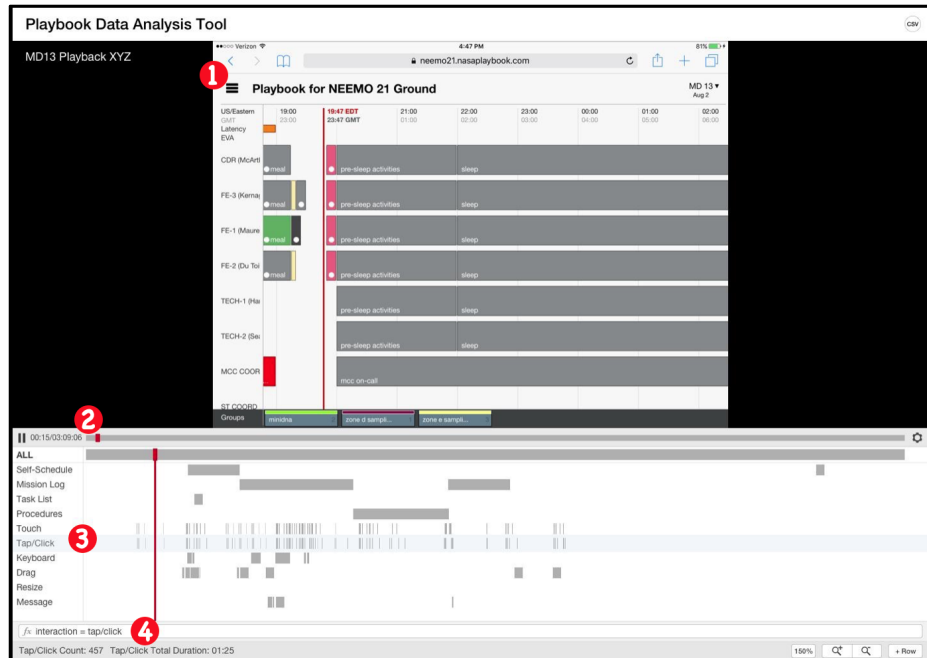 Playbook Data Analysis Tool
CSV
MD13 Playback XYZ
Verizon
4:47 PM
81%
neemo21.nasaplaybook.com
1
Playbook for NEEMO 21 Ground
MD 13
Aug 2
US/Eastern 19:00 19:47 EDT 21:00 22:00 23:00 00:00 01:00 02:00
GMT 23:00 23:47 GMT 01:00 02:00 03:00 04:00 05:00 06:00
Latency
EVA
CDR (McArtl
meal pre-sleep activities sleep
FE-3 (Kerna
meal pre-sleep activities sleep
FE-1 (Maure
meal pre-sleep activities sleep
FE-2 (Du Toi
meal pre-sleep activities sleep
TECH-1 (Ha
pre-sleep activities sleep
TECH-2 (Se
pre-sleep activities sleep
MCC COOR
mcc on-call
ST COORD
Groups minidna zone d sampli... zone e sampli...
2
00:15/03:09:06
ALL
Self-Schedule
Mission Log
Task List
Procedures
Touch
3
Tap/Click
Keyboard
Drag
Resize
Message
4
fx interaction = tap/click
Tap/Click Count: 457 Tap/Click Total Duration: 01:25
150%
+ Row